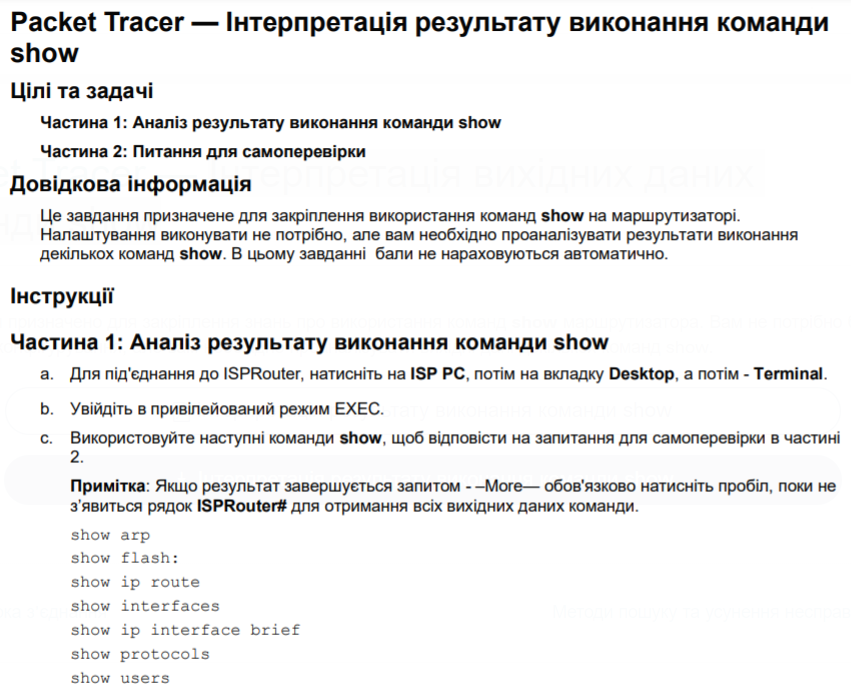 Packet Tracer — Інтерпретація результату виконання команди
show
Цілі та задачі
Частина 1: Аналіз результату виконання команди show
Частина 2: Питання для самоперевірки
Довідкова інформація
Це завдання призначене для закріплення використання команд show на маршрутизаторі.
Налаштування виконувати не потрібно, але вам необхідно проаналізувати результати виконання
декількох команд show. В цьому завданні бали не нараховуються автоматично.
Інструкції
Частина 1: Аналіз результату виконання команди show
a. Для під'єднання до ISPRouter, натисніть на ISP PC, потім на вкладку Desktop, а потім - Terminal.
b. Увійдіть в привілейований режим EXEC.
c. Використовуйте наступні команди show, щоб відповісти на запитання для самоперевірки в частині
2.
Примітка: Якщо результат завершується запитом - –More— обов'язково натисніть пробіл, поки не
з’явиться рядок ISPRouter# для отримання всіх вихідних даних команди.
show arp
show flash:
show ip route
show interfaces
show ip interface brief
show protocols
show users